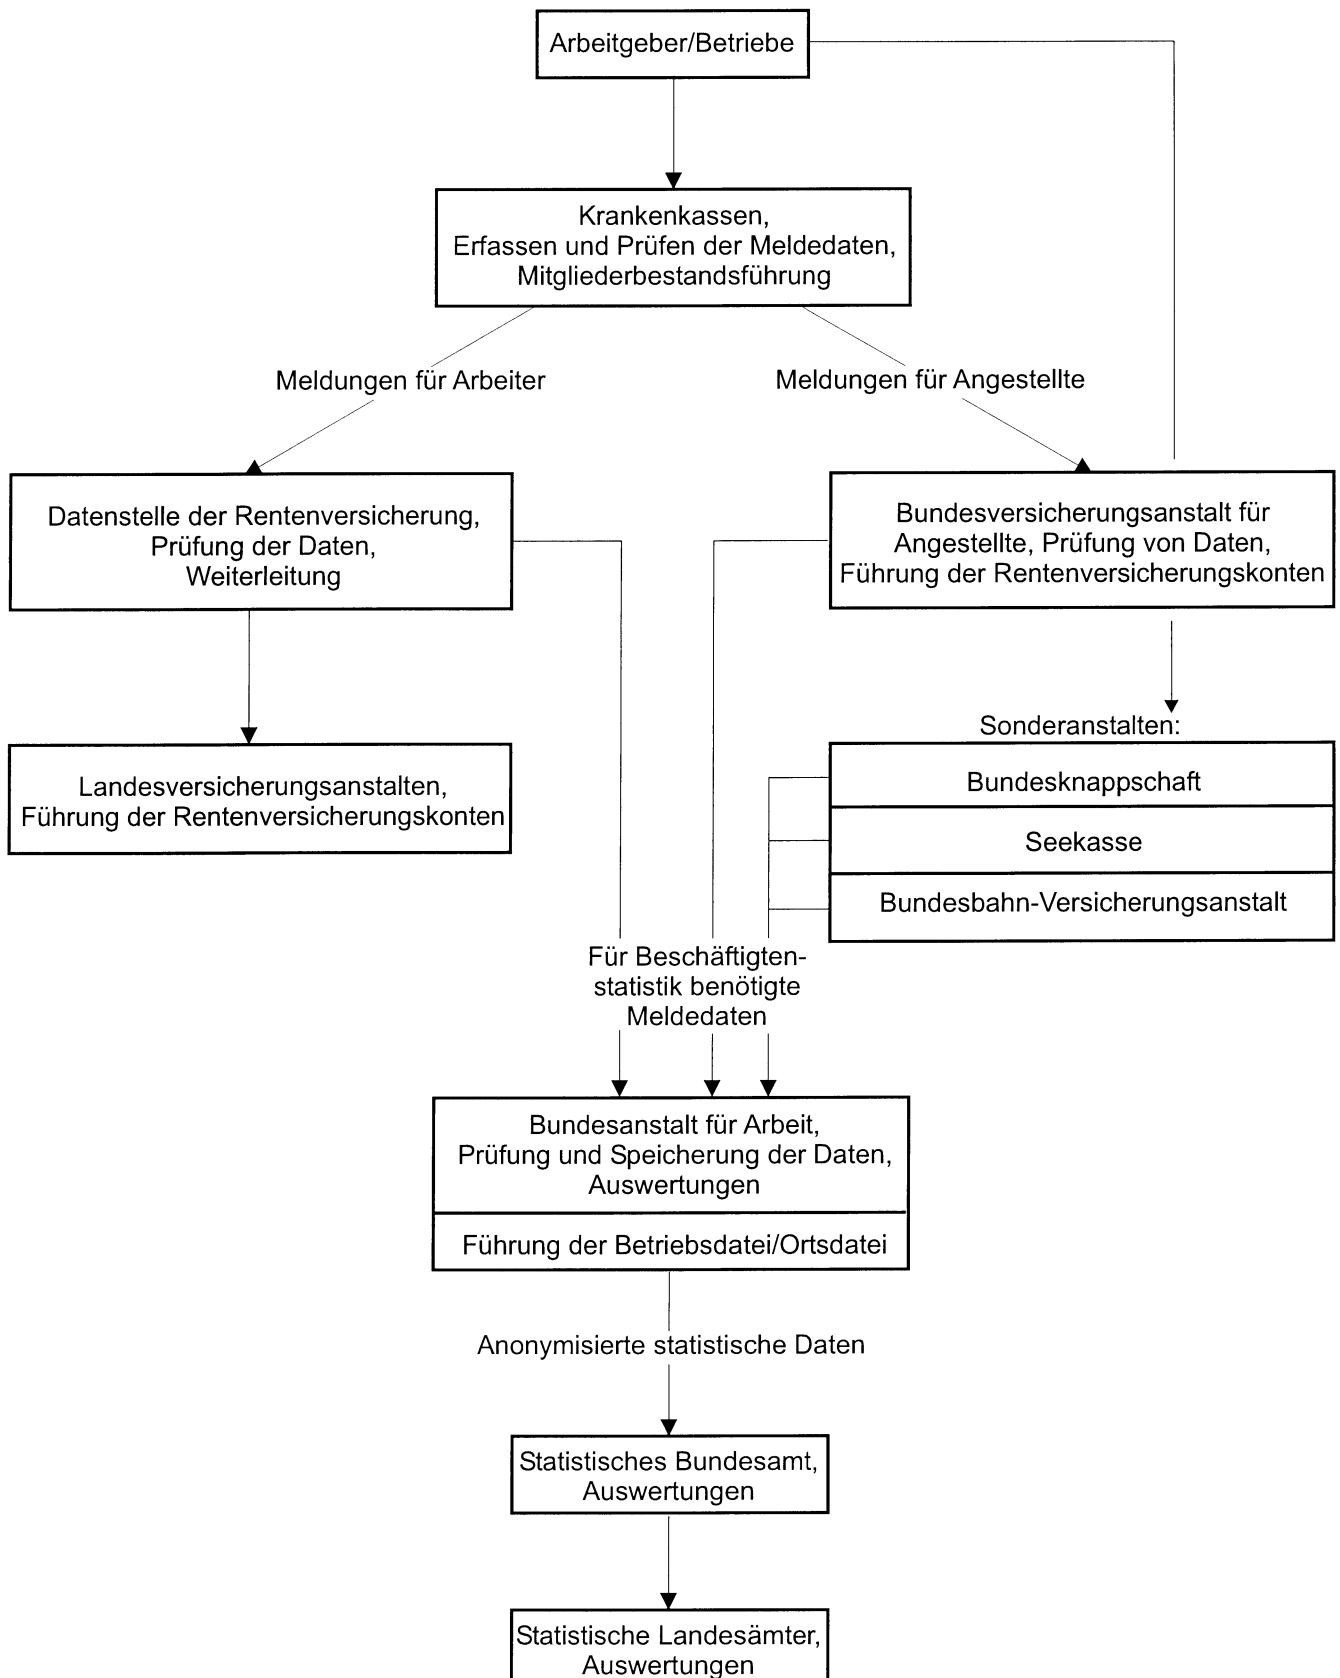 Arbeitgeber/Betriebe
Krankenkassen,
Erfassen und Prüfen der Meldedaten,
Mitgliederbestandsführung
Meldungen für Arbeiter
Meldungen für Angestellte
Datenstelle der Rentenversicherung,
Prüfung der Daten,
Weiterleitung
Bundesversicherungsanstalt für
Angestellte, Prüfung von Daten,
Führung der Rentenversicherungskonten
Landesversicherungsanstalten,
Führung der Rentenversicherungskonten
Sonderanstalten:
Bundesknappschaft
Seekasse
Bundesbahn-Versicherungsanstalt
Für Beschäftigten-
statistik benötigte
Meldedaten
Bundesanstalt für Arbeit,
Prüfung und Speicherung der Daten,
Auswertungen
Führung der Betriebsdatei/Ortsdatei
Anonymisierte statistische Daten
Statistisches Bundesamt,
Auswertungen
Statistische Landesämter,
Auswertungen